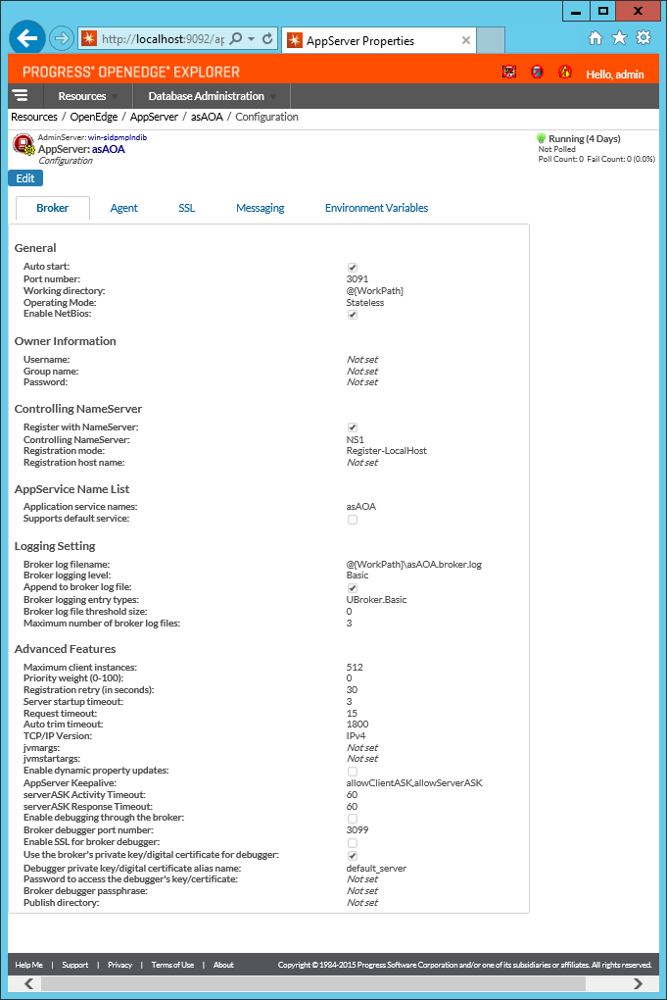 http://localhost:9092/ap
AppServer Properties
PROGRESS® OPENEDGE® EXPLORER
Hello, admin
Resources Database Administration
Resources / OpenEdge / AppServer / asAOA / Configuration
AdminServer: win-sidpmplndib
AppServer: asAOA
Configuration
Running (4 Days)
Not Polled
Poll Count: 0 Fail Count: 0 (0.0%)
Edit
Broker Agent SSL Messaging Environment Variables
General
Auto start:
Port number: 3091
Working directory: @{WorkPath}
Operating Mode: Stateless
Enable NetBios:
Owner Information
Username: Not set
Group name: Not set
Password: Not set
Controlling NameServer
Register with NameServer:
Controlling NameServer: NS1
Registration mode: Register-LocalHost
Registration host name: Not set
AppService Name List
Application service names: asAOA
Supports default service:
Logging Setting
Broker log filename: @{WorkPath}\asAOA.broker.log
Broker logging level: Basic
Append to broker log file:
Broker logging entry types: UBroker.Basic
Broker log file threshold size: 0
Maximum number of broker log files: 3
Advanced Features
Maximum client instances: 512
Priority weight (0-100): 0
Registration retry (in seconds): 30
Server startup timeout: 3
Request timeout: 15
Auto trim timeout: 1800
TCP/IP Version: IPv4
jvmargs: Not set
jvmstartargs: Not set
Enable dynamic property updates:
AppServer Keepalive: allowClientASK,allowServerASK
serverASK Activity Timeout: 60
serverASK Response Timeout: 60
Enable debugging through the broker:
Broker debugger port number: 3099
Enable SSL for broker debugger:
Use the broker's private key/digital certificate for debugger:
Debugger private key/digital certificate alias name: default_server
Password to access the debugger's key/certificate: Not set
Broker debugger passphrase: Not set
Publish directory: Not set
Help Me | Support | Privacy | Terms of Use | About
Copyright © 1984-2015 Progress Software Corporation and/or one of its subsidiaries or affiliates. All rights reserved.